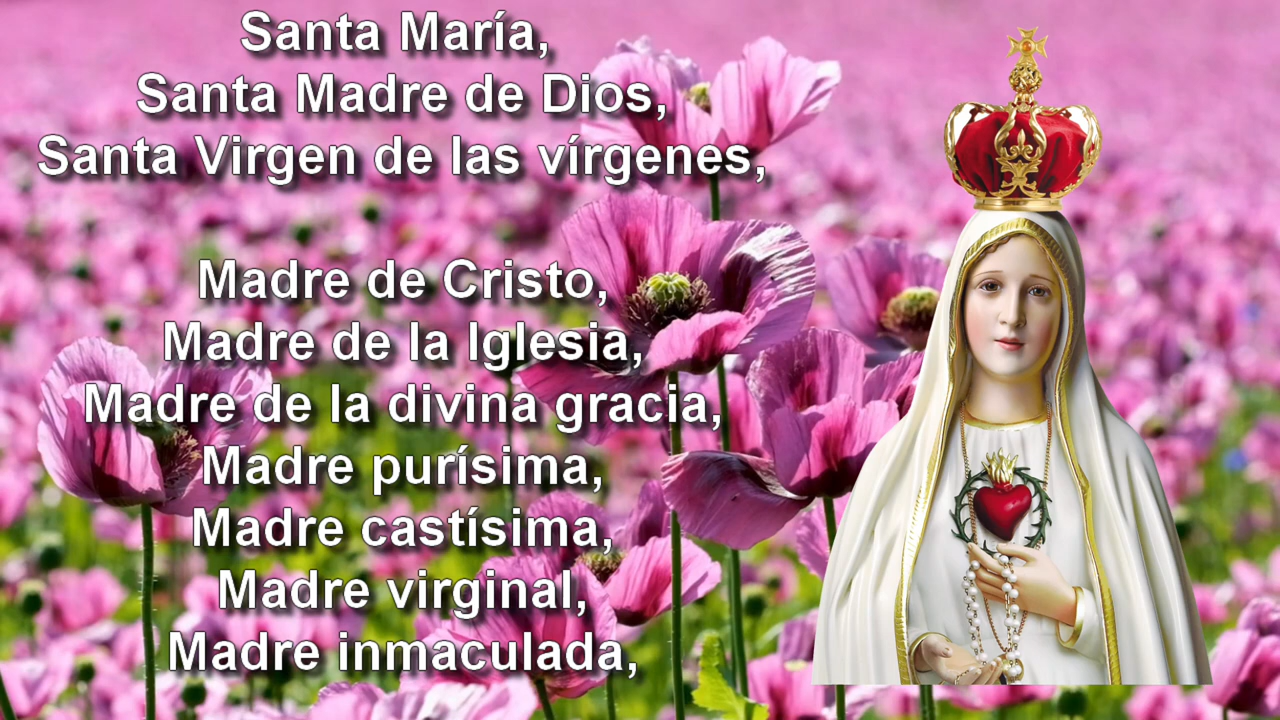 Santa María,
Santa Madre de Dios,
Santa Virgen de las vírgenes,
Madre de Cristo,
Madre de la Iglesia,
Madre de la divina gracia,
Madre purísima,
Madre castísima,
Madre virginal,
Madre inmaculada,